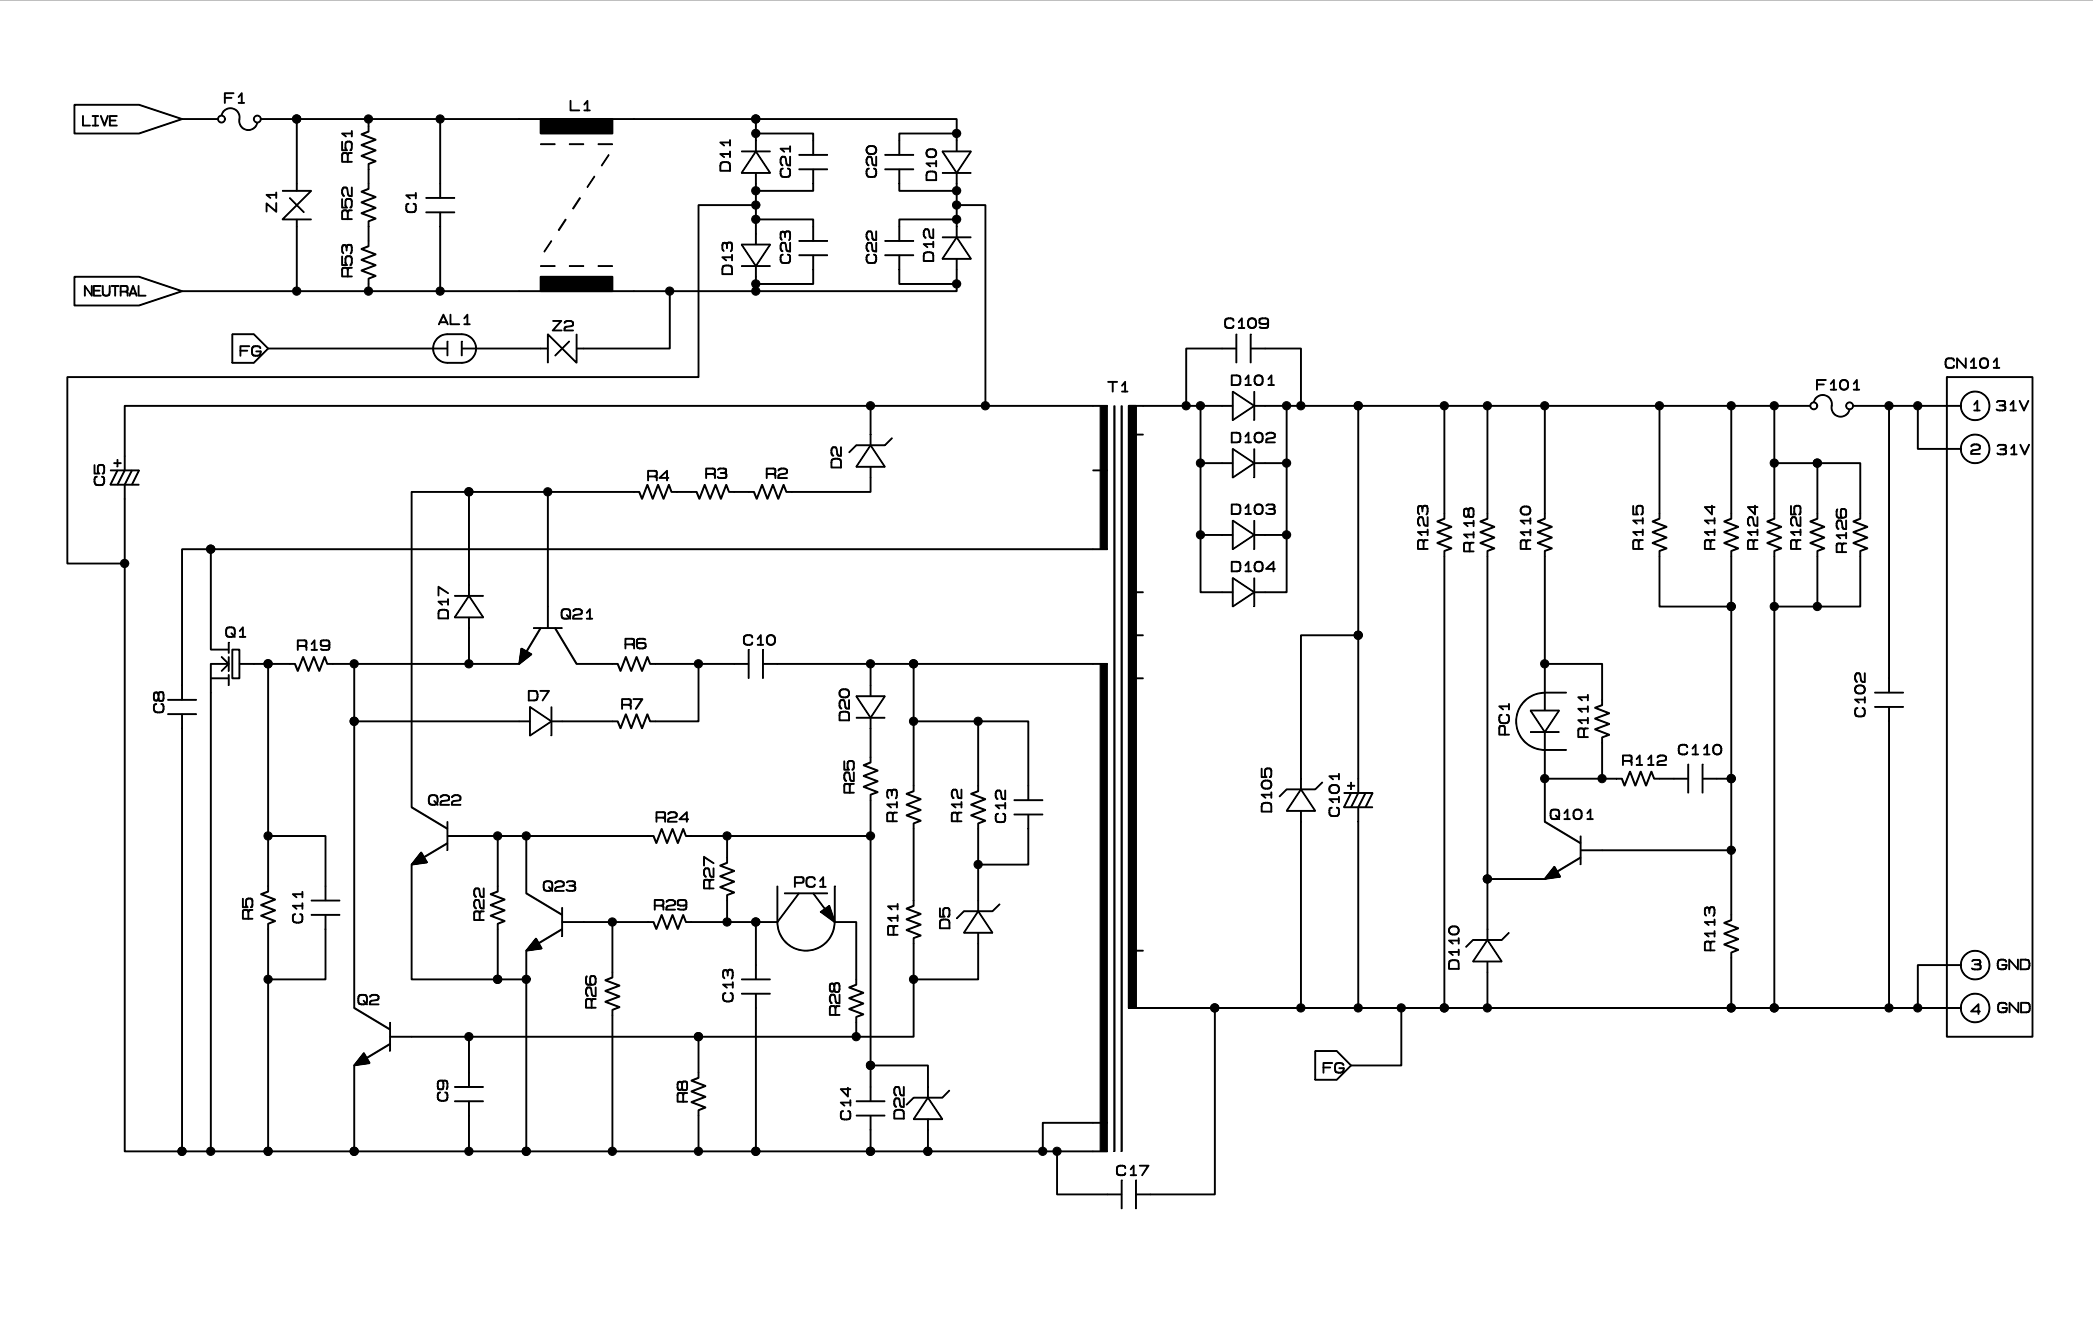 F1
L1
LIVE
R51
D11
C21
C20
D10
Z1
R52
C1
R53
D13
C23
C22
D12
NEUTRAL
AL1
Z2
FG
C109
CN101
T1
D101
F101
1 31V
D102
2 31V
C5
+
R4
R3
R2
D2
D103
R123
R118
R110
R115
R114
R124
R125
R126
D104
D17
Q21
Q1
R19
R6
C10
C8
D7
R7
D20
PC1
R111
C102
R112
C110
R25
R13
R12
C12
D105
C101
+
Q101
Q22
R24
R27
PC1
Q23
R5
C11
R22
R29
R11
D5
D110
R113
3 GND
Q2
R26
C13
R28
4 GND
FG
C9
R8
C14
D22
C17